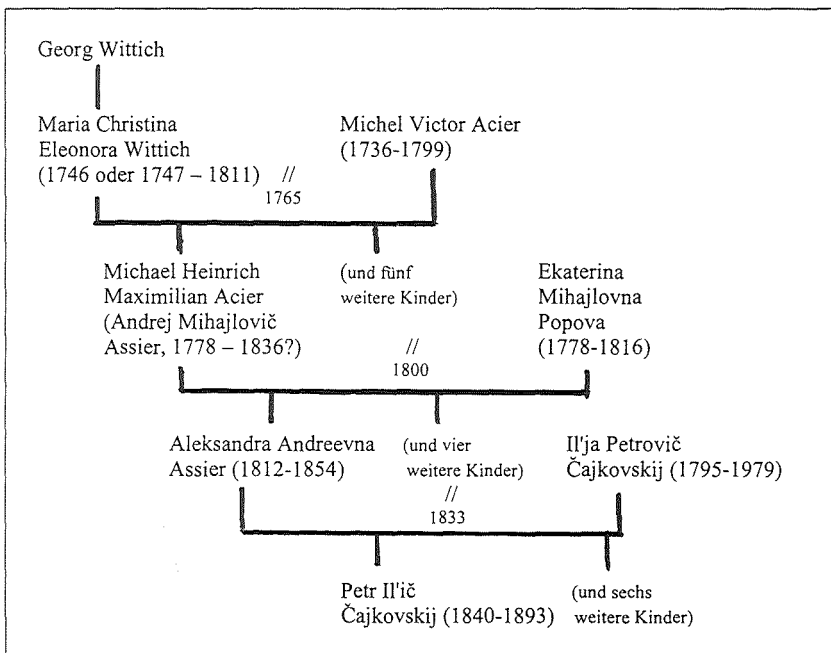 Georg Wittich
Maria Christina
Eleonora Wittich
(1746 oder 1747 – 1811) //
1765
Michel Victor Acier
(1736-1799)
Michael Heinrich
Maximilian Acier
(Andrej Mihajlovič
Assier, 1778 – 1836?)
(und fünf
weitere Kinder)
//
1800
Ekaterina
Mihajlovna
Popova
(1778-1816)
Aleksandra Andreevna
Assier (1812-1854)
(und vier
weitere Kinder)
//
1833
Il'ja Petrovič
Čajkovskij (1795-1979)
Petr Il'ič
Čajkovskij (1840-1893)
(und sechs
weitere Kinder)